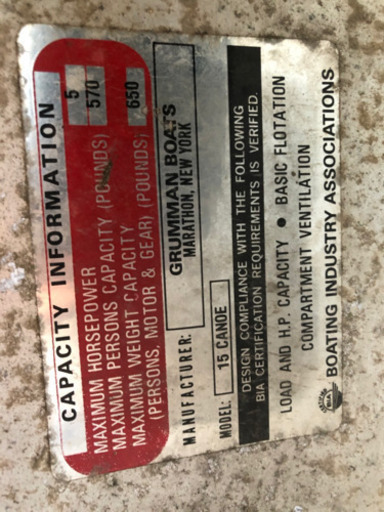 CAPACITY INFORMATION
MAXIMUM HORSEPOWER 5
MAXIMUM PERSONS CAPACITY (POUNDS) 570
MAXIMUM WEIGHT CAPACITY
(PERSONS, MOTOR & GEAR) (POUNDS) 650
MANUFACTURER: GRUMMAN BOATS
MARATHON, NEW YORK
MODEL: 15 CANOE
DESIGN COMPLIANCE WITH THE FOLLOWING
BIA CERTIFICATION REQUIREMENTS IS VERIFIED.
LOAD AND H.P. CAPACITY ● BASIC FLOTATION
COMPARTMENT VENTILATION
BOATING INDUSTRY ASSOCIATIONS